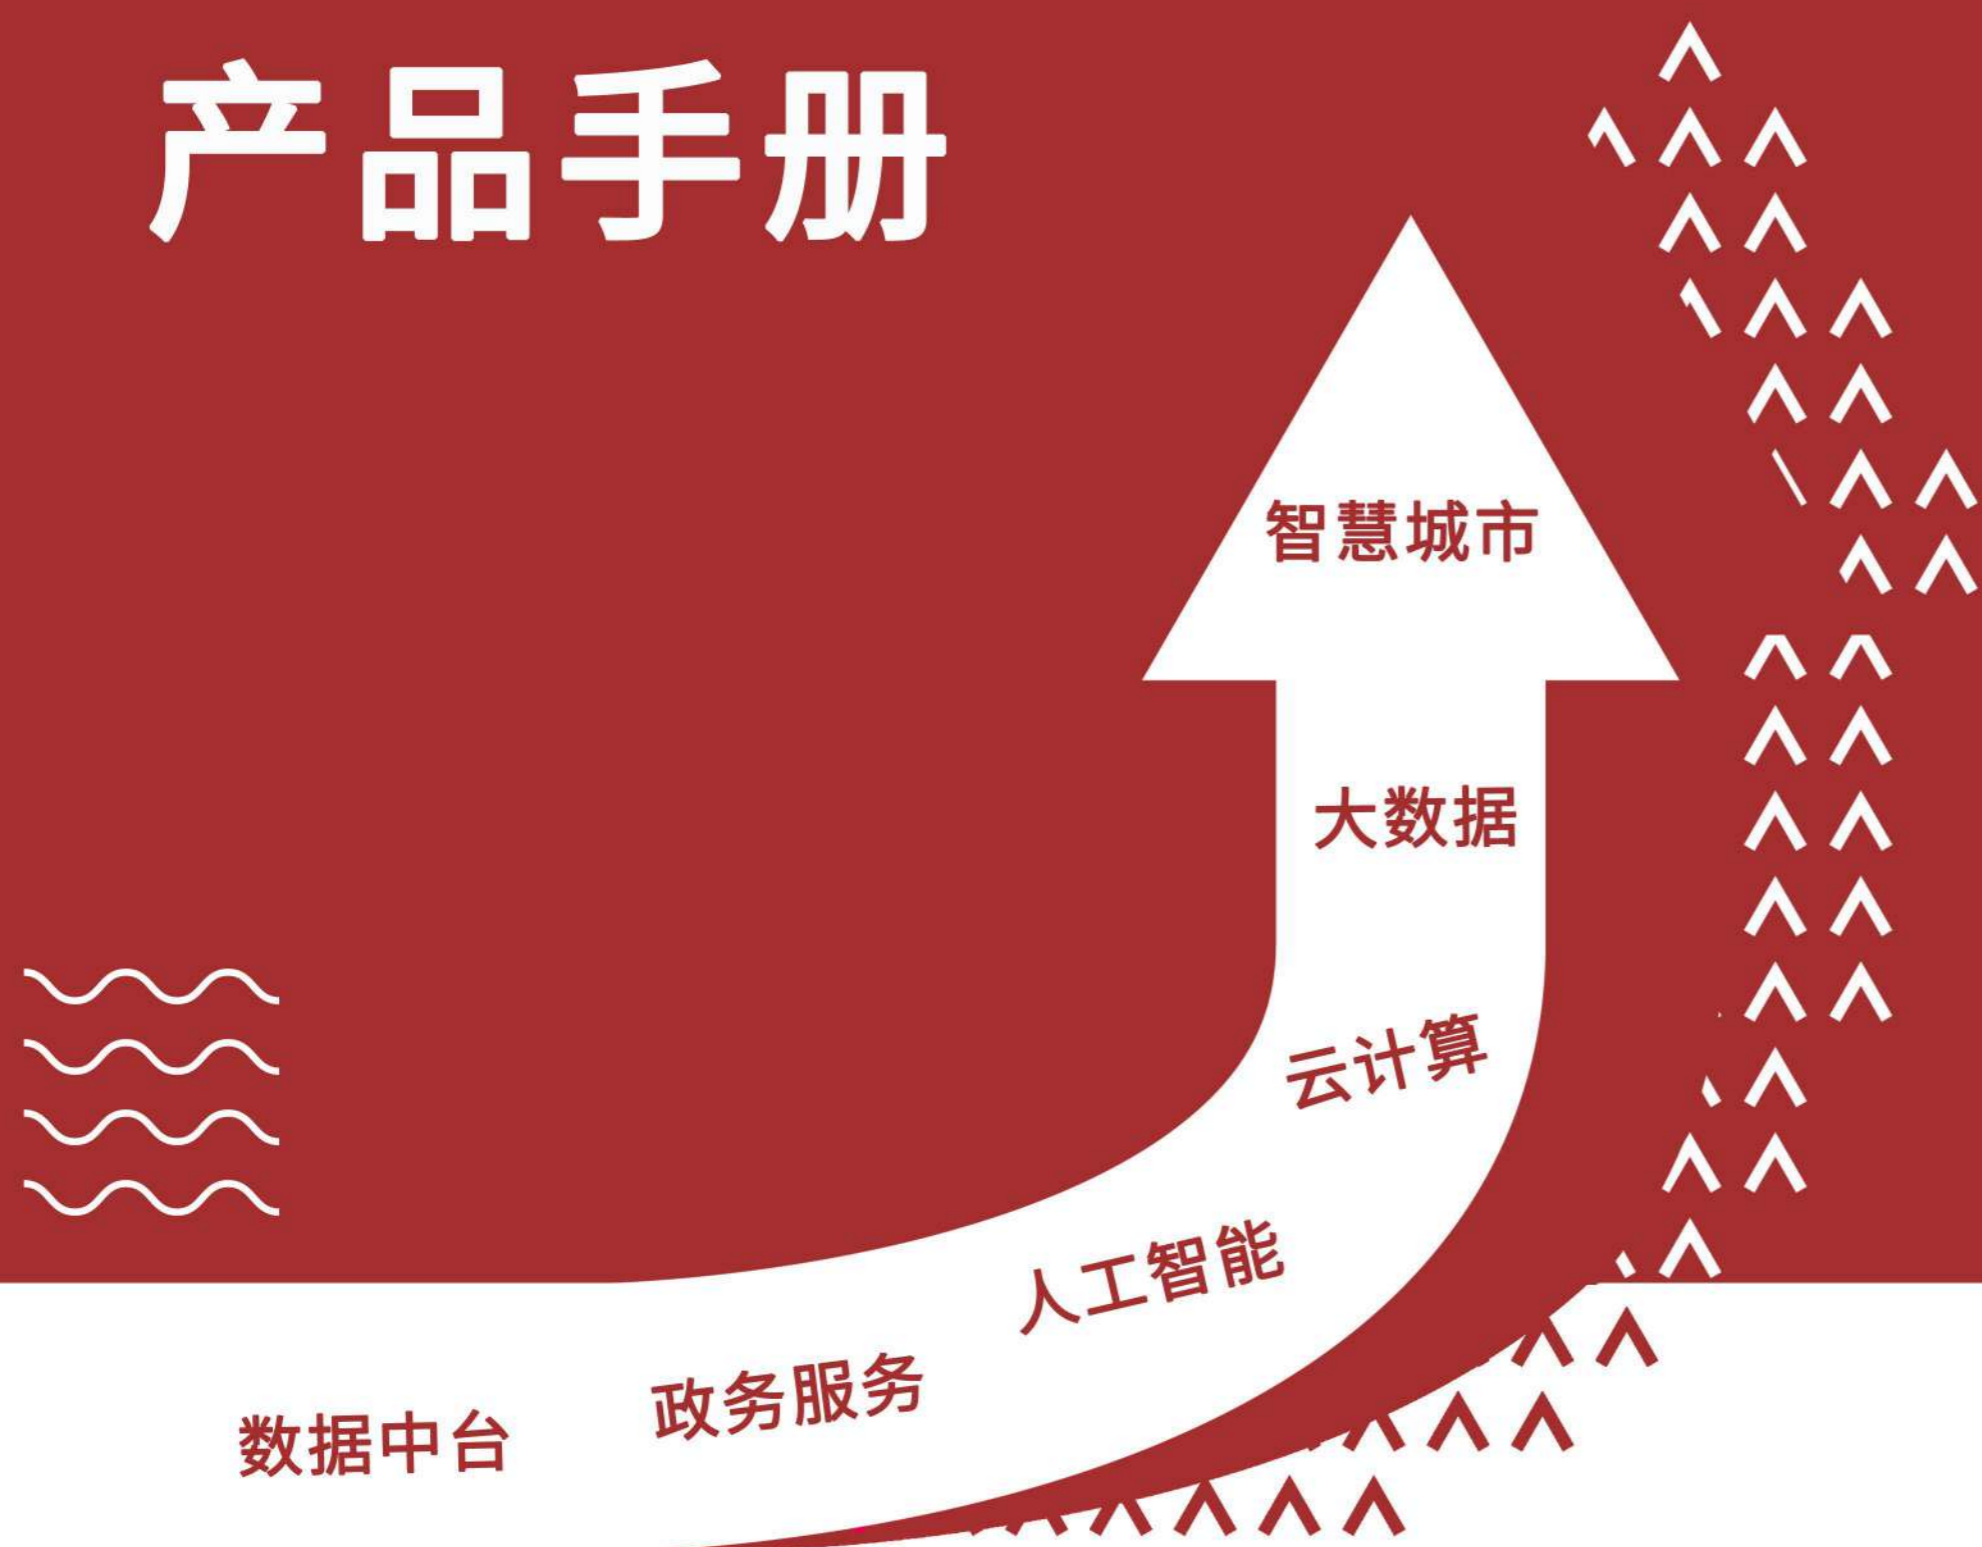 产品手册
智慧城市
大数据
云计算
人工智能
政务服务
数据中台